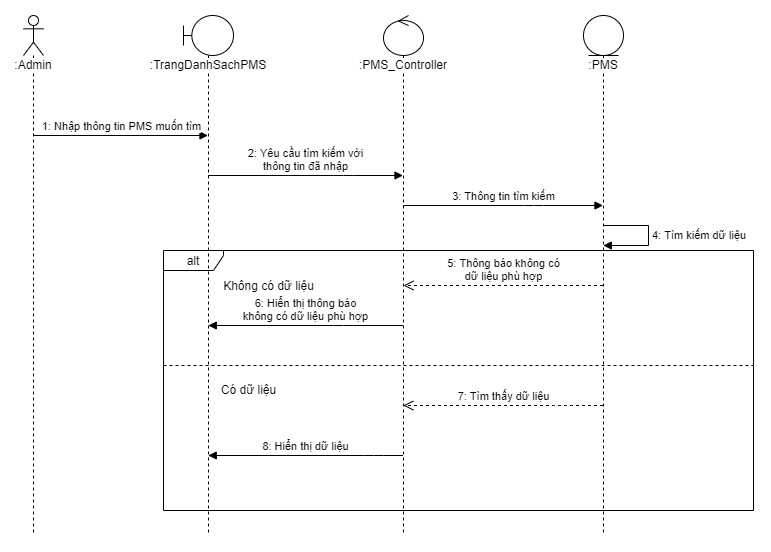 :Admin
:TrangDanhSachPMS
:PMS_Controller
:PMS
1: Nhập thông tin PMS muốn tìm
2: Yêu cầu tìm kiếm với
thông tin đã nhập
3: Thông tin tìm kiếm
4: Tìm kiếm dữ liệu
alt
5: Thông báo không có
dữ liệu phù hợp
Không có dữ liệu
6: Hiển thị thông báo
không có dữ liệu phù hợp
Có dữ liệu
7: Tìm thấy dữ liệu
8: Hiển thị dữ liệu